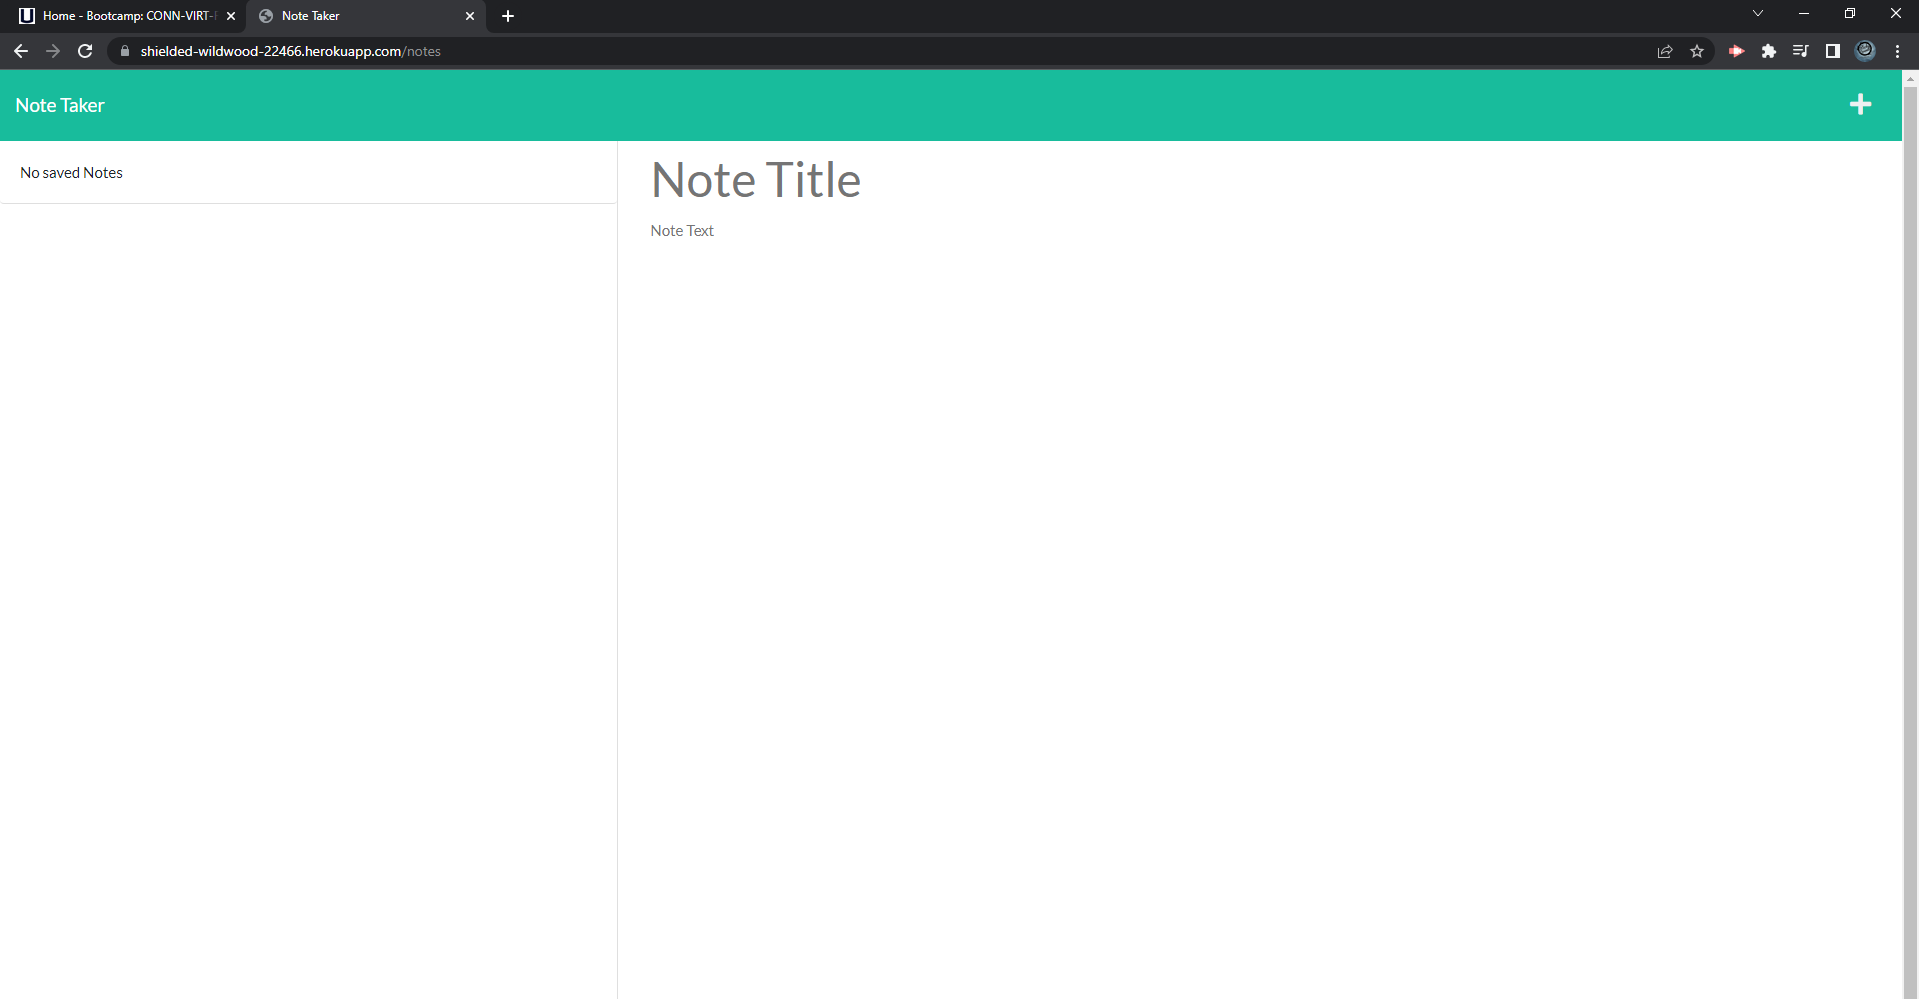 Home - Bootcamp: CONN-VIRT-F
Note Taker
shielded-wildwood-22466.herokuapp.com/notes
Note Taker
No saved Notes
Note Title
Note Text